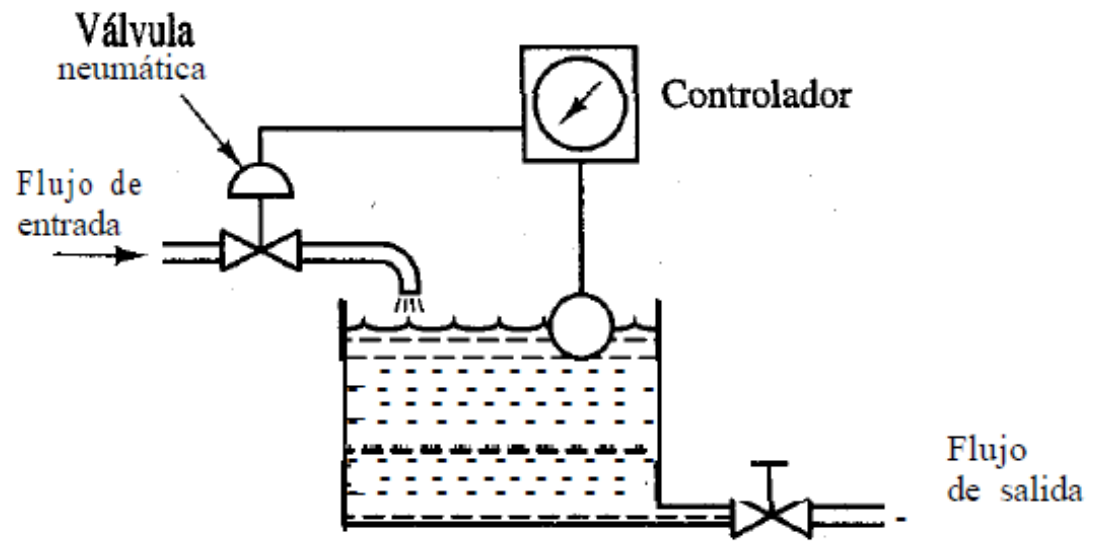 Válvula
neumática
Controlador
Flujo de
entrada
Flujo
de salida